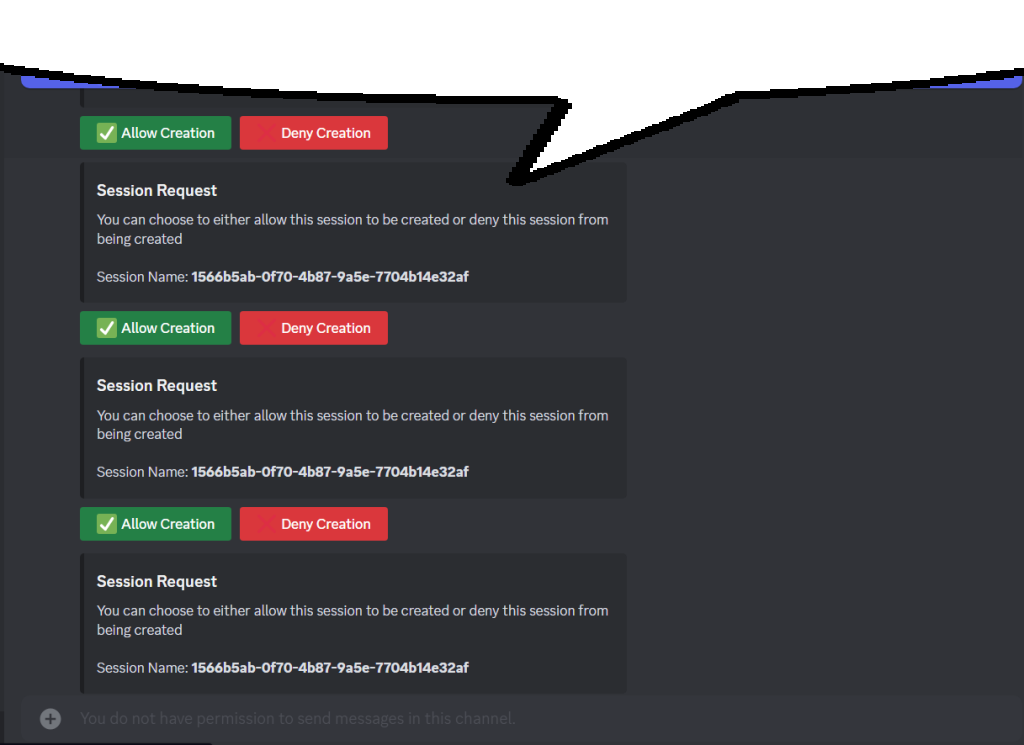 Allow Creation Deny Creation
Session Request
You can choose to either allow this session to be created or deny this session from
being created
Session Name: 1566b5ab-0f70-4b87-9a5e-7704b14e32af
Allow Creation Deny Creation
Session Request
You can choose to either allow this session to be created or deny this session from
being created
Session Name: 1566b5ab-0f70-4b87-9a5e-7704b14e32af
Allow Creation Deny Creation
Session Request
You can choose to either allow this session to be created or deny this session from
being created
Session Name: 1566b5ab-0f70-4b87-9a5e-7704b14e32af
You do not have permission to send messages in this channel.